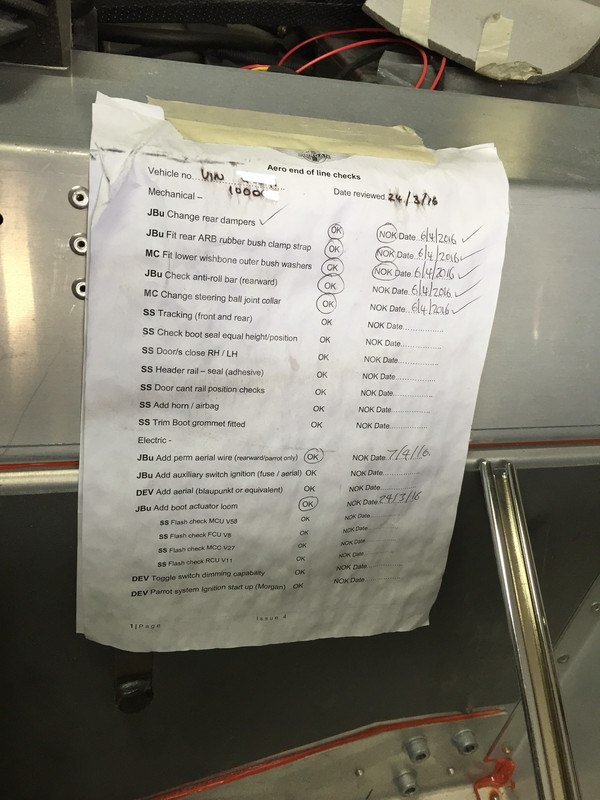 Aero end of line checks
Vehicle no. VIN
Mechanical – 1000 Date reviewed 24/3/16
JBu Change rear dampers ✓ OK NOK Date.. 6/4/2016 ✓
JBu Fit rear ARB rubber bush clamp strap OK NOK Date.. 6/4/2016 ✓
MC Fit lower wishbone outer bush washers OK NOK Date.. 6/4/2016 ✓
JBu Check anti-roll bar (rearward) OK NOK Date.. 6/4/2016 ✓
MC Change steering ball joint collar OK NOK Date.. 6/4/2016 ✓
SS Tracking (front and rear) OK NOK Date..............
SS Check boot seal equal height/position OK NOK Date..............
SS Door/s close RH / LH OK NOK Date..............
SS Header rail – seal (adhesive) OK NOK Date..............
SS Door cant rail position checks OK NOK Date..............
SS Add horn / airbag OK NOK Date..............
SS Trim Boot grommet fitted OK NOK Date..............
Electric -
JBu Add perm aerial wire (rearward/parrot only) OK NOK Date.. 7/4/16.
JBu Add auxiliary switch ignition (fuse / aerial) OK NOK Date..............
DEV Add aerial (blaupunkt or equivalent) OK NOK Date..............
JBu Add boot actuator loom OK NOK Date. 24/3/16
SS Flash check MCU V58 OK NOK Date..............
SS Flash check FCU V8 OK NOK Date..............
SS Flash check MCC V27 OK NOK Date..............
SS Flash check RCU V11 OK NOK Date..............
DEV Toggle switch dimming capabaity OK NOK Date..............
DEV Parrot system Ignition start up (Morgan) OK NOK Date..............
1 | Page Issue 4